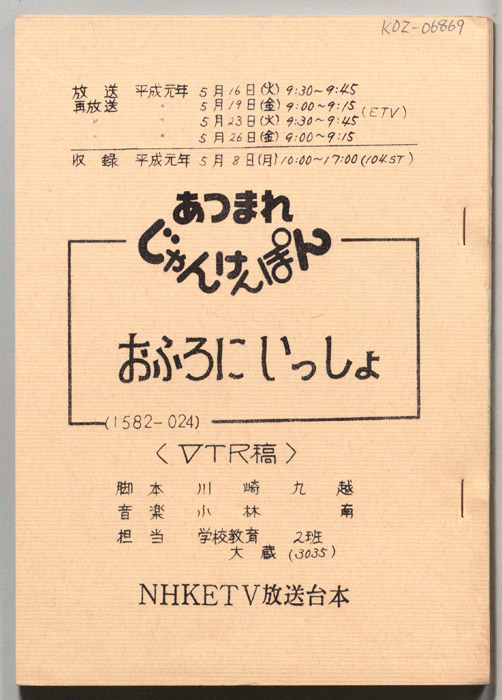 KDZ-06869
放送 平成元年 5月16日(火) 9:30~9:45
再放送 〃 5月19日(金) 9:00~9:15 (ETV)
〃 〃 5月23日(火) 9:30~9:45
〃 〃 5月26日(金) 9:00~9:15
収録 平成元年 5月8日(月) 10:00~17:00 (104.ST)
あつまれ
じゃんけんぽん
おふろにいっしょ
(1582-024)
〈VTR稿〉
脚本 川崎九越
音楽 小林南
担当 学校教育 2班
大蔵 (3035)
NHKETV放送台本